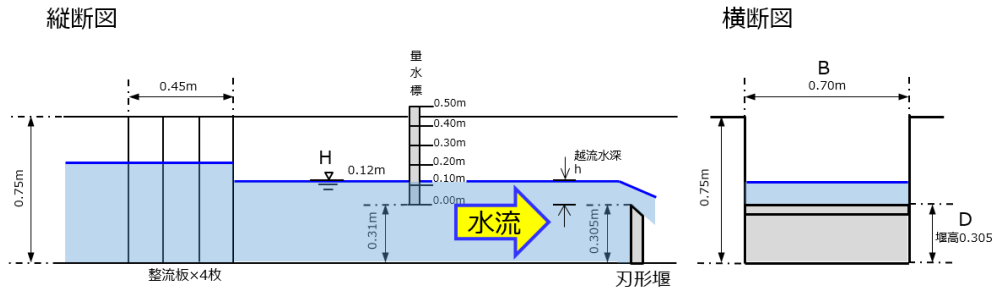 縦断図
横断図
0.45m
量水標
0.50m
0.40m
0.30m
0.20m
0.10m
0.00m
0.75m
H
0.12m
越流水深
h
水流
0.31m
0.305m
整流板×4枚
刃形堰
B
0.70m
0.75m
D
堰高0.305